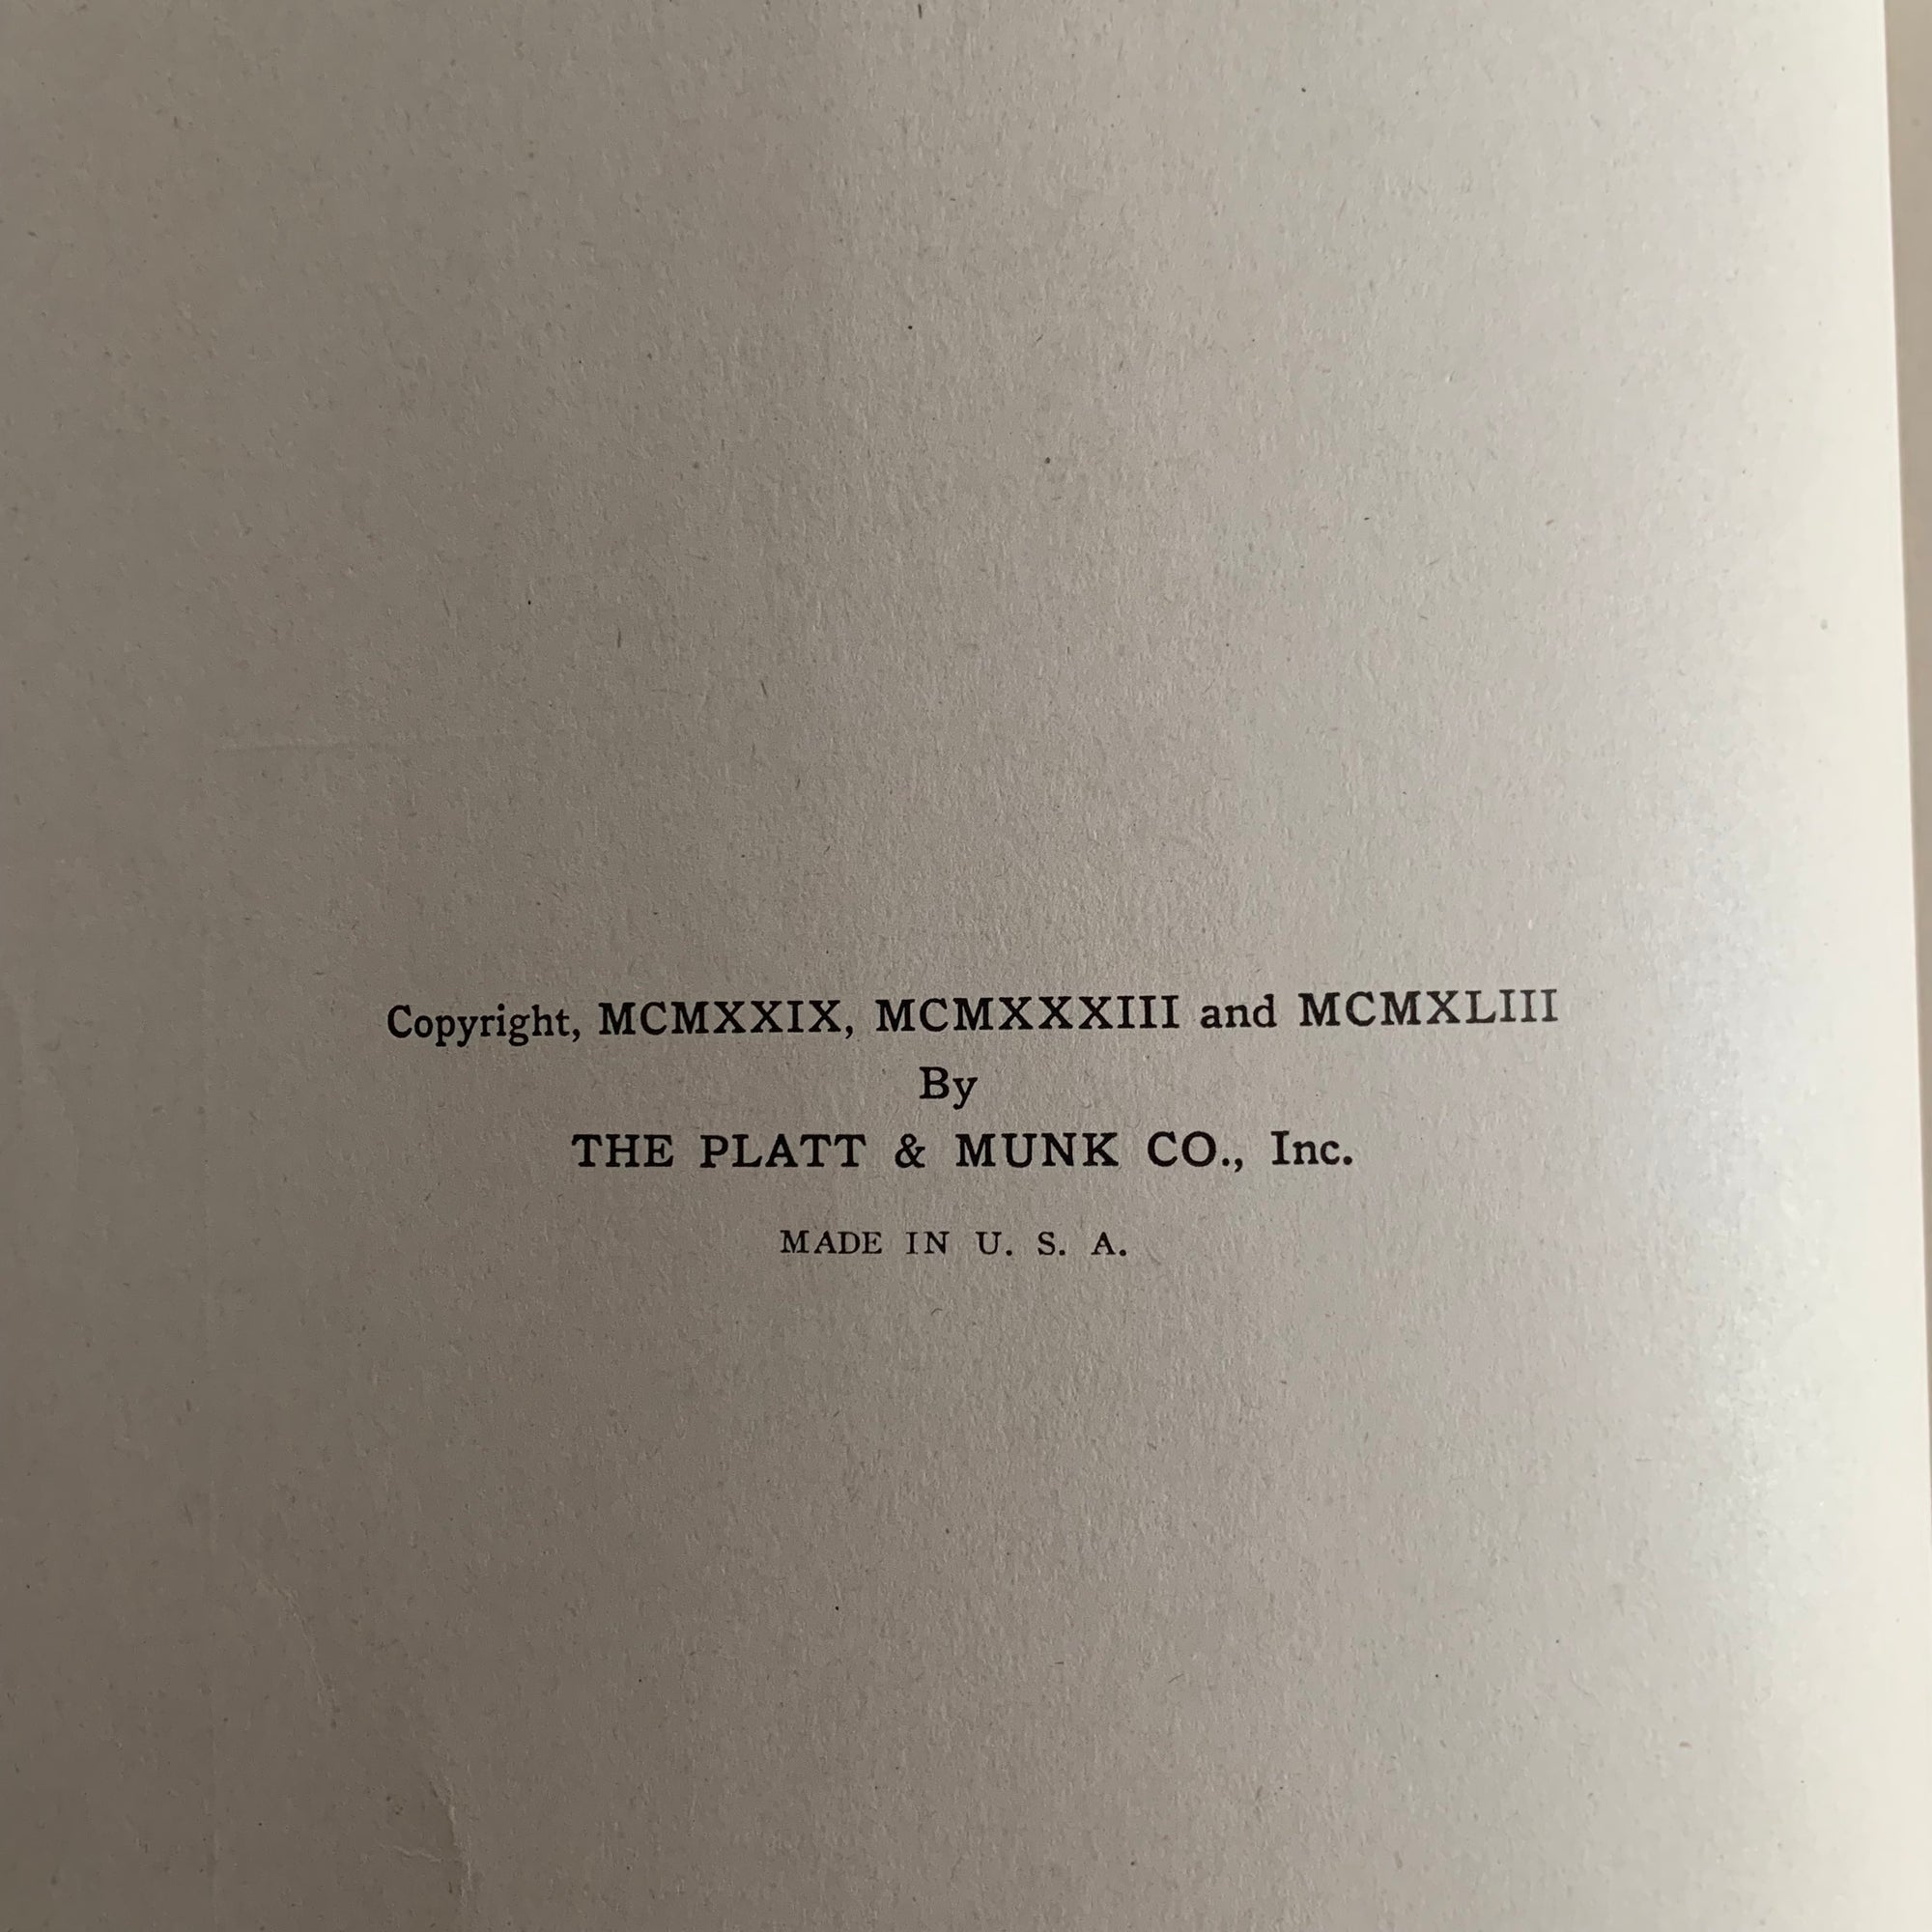 Copyright, MCMXXIX, MCMXXXIII and MCMXLIII
By
THE PLATT & MUNK CO., Inc.
MADE IN U. S. A.